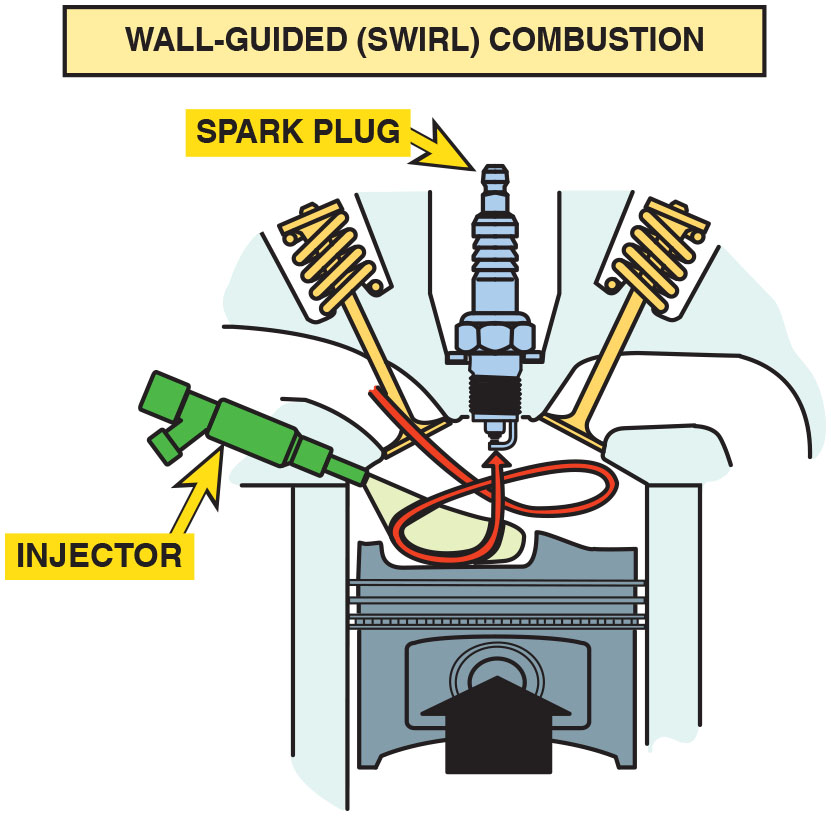 WALL-GUIDED (SWIRL) COMBUSTION
SPARK PLUG
INJECTOR